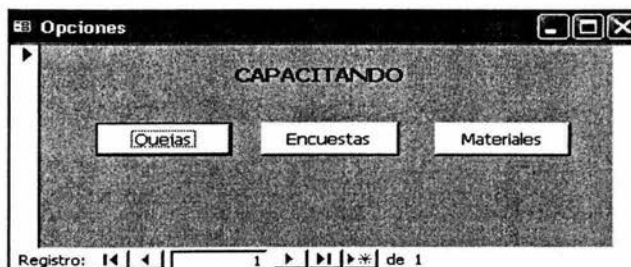 Opciones
CAPACITANDO
Quejas Encuestas Materiales
Registro: 1 de 1